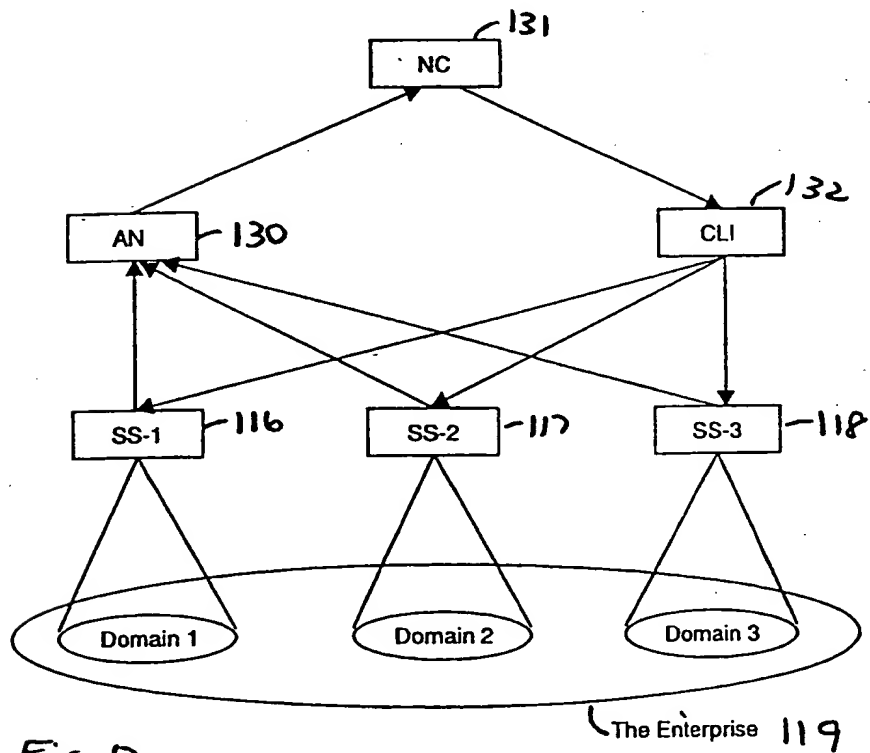 131
NC
132
AN
130
CLI
SS-1
116
SS-2
117
SS-3
118
Domain 1
Domain 2
Domain 3
The Enterprise 119